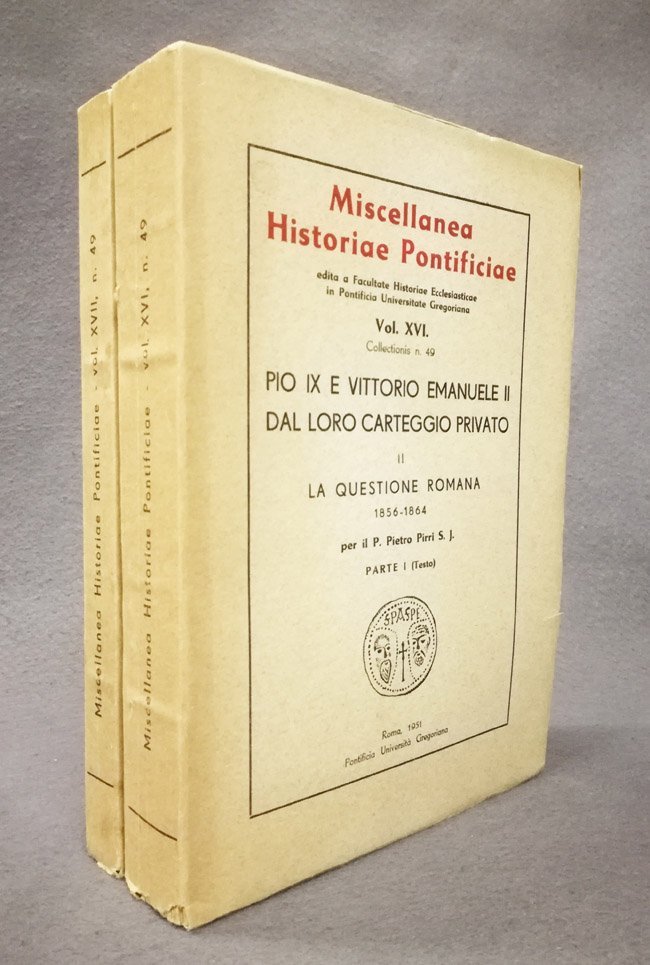 Miscellanea Historiae Pontificiae - vol. XVII, n. 49
Miscellanea Historiae Pontificiae - vol. XVI, n. 49
Miscellanea
Historiae Pontificiae
edita a Facultate Historiae Ecclesiasticae
in Pontificia Universitate Gregoriana
Vol. XVI.
Collectionis n. 49
PIO IX E VITTORIO EMANUELE II
DAL LORO CARTEGGIO PRIVATO
II
LA QUESTIONE ROMANA
1856-1864
per il P. Pietro Pirri S. J.
PARTE I (Testo)
SPASPE
Roma, 1951
Pontificia Università Gregoriana